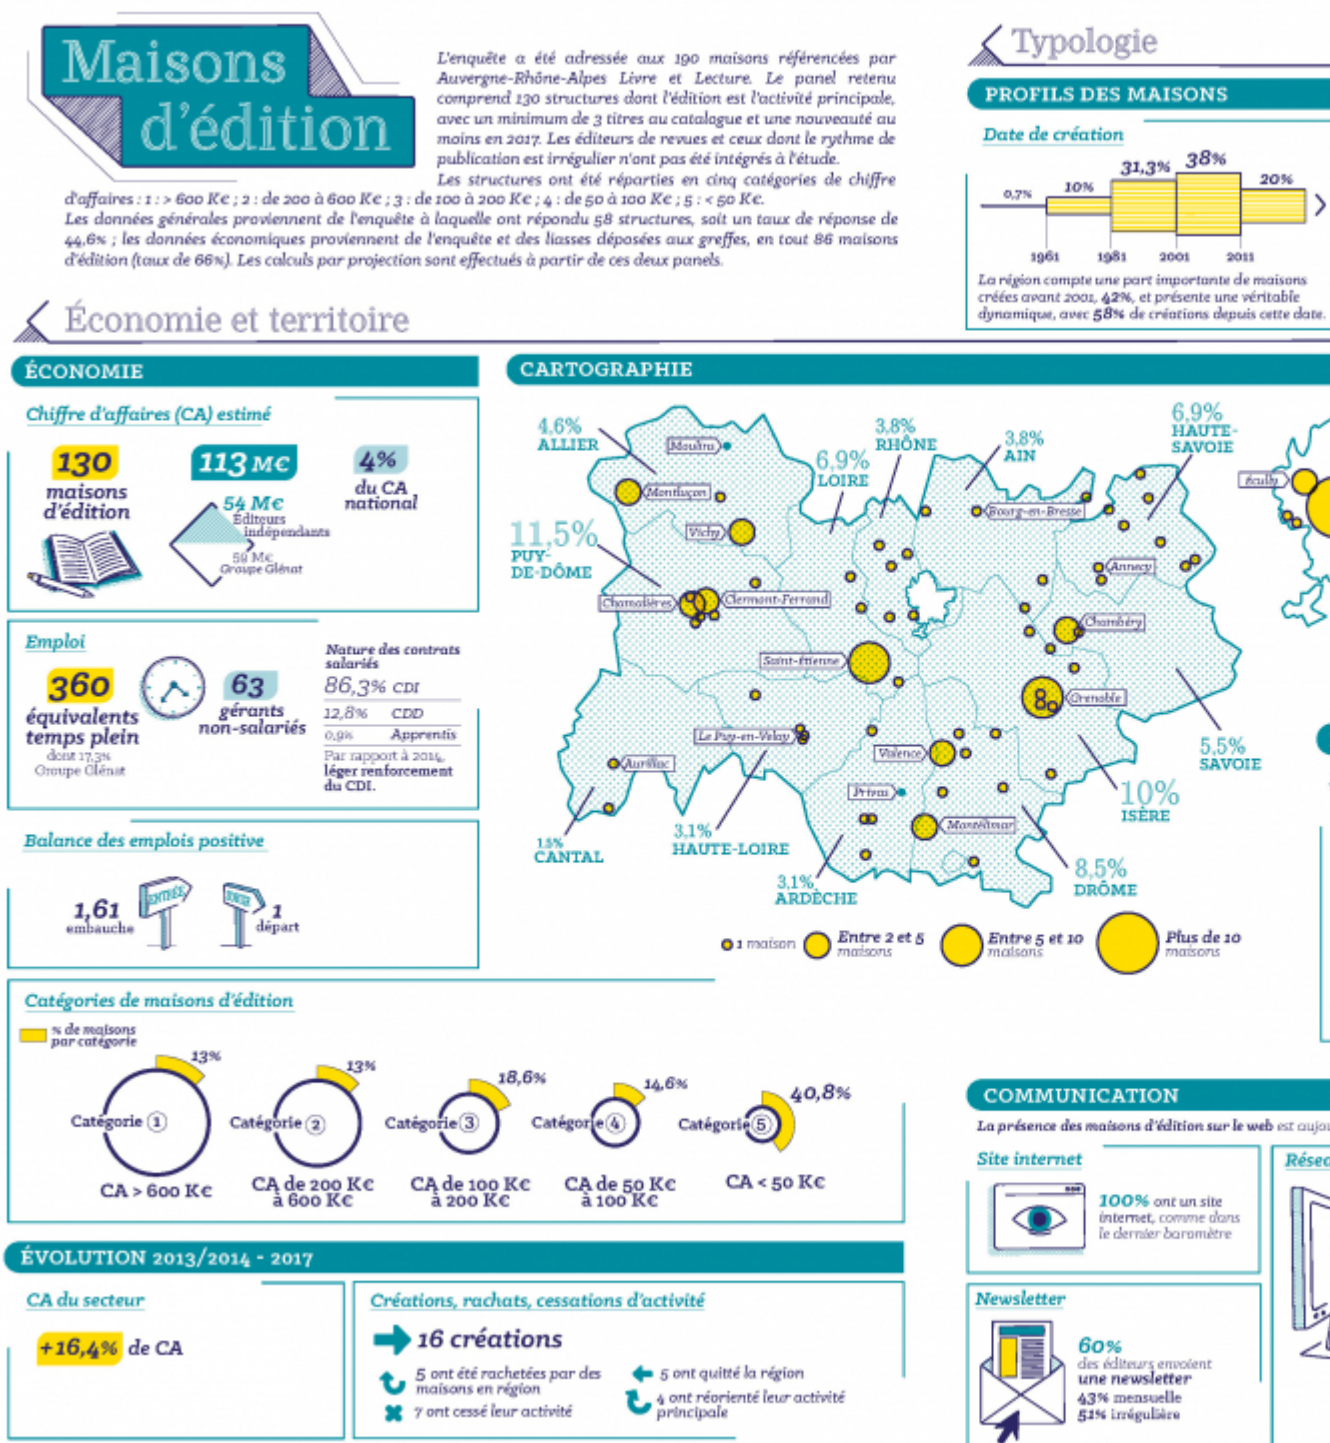 Maisons
d'édition
L'enquête a été adressée aux 190 maisons référencées par
Auvergne-Rhône-Alpes Livre et Lecture. Le panel retenu
comprend 130 structures dont l'édition est l'activité principale,
avec un minimum de 3 titres au catalogue et une nouveauté au
moins en 2017. Les éditeurs de revues et ceux dont le rythme de
publication est irrégulier n'ont pas été intégrés à l'étude.
Les structures ont été réparties en cinq catégories de chiffre
d'affaires : 1 : > 600 K€ ; 2 : de 200 à 600 K€ ; 3 : de 100 à 200 K€ ; 4 : de 50 à 100 K€ ; 5 : < 50 K€.
Les données générales proviennent de l'enquête à laquelle ont répondu 58 structures, soit un taux de réponse de
44,6% ; les données économiques proviennent de l'enquête et des liasses déposées aux greffes, en tout 86 maisons
d'édition (taux de 66%). Les calculs par projection sont effectués à partir de ces deux panels.
Typologie
PROFILS DES MAISONS
Date de création
0,7%
10%
31,3%
38%
20%
1961
1981
2001
2011
La région compte une part importante de maisons
créées avant 2001, 42%, et présente une véritable
dynamique, avec 58% de créations depuis cette date.
Économie et territoire
ÉCONOMIE
Chiffre d'affaires (CA) estimé
130
maisons
d'édition
113 M€
54 M€
Éditeurs
indépendants
59 M€
Groupe Glénat
4%
du CA
national
Emploi
360
équivalents
temps plein
dont 17,3%
Groupe Glénat
63
gérants
non-salariés
Nature des contrats
salariés
86,3% CDI
12,8% CDD
0,9% Apprentis
Par rapport à 2014,
léger renforcement
du CDI.
Balance des emplois positive
1,61
embauche
ENTRÉE
1
départ
CARTOGRAPHIE
4,6%
ALLIER
6,9%
LOIRE
3,8%
RHÔNE
3,8%
AIN
6,9%
HAUTE-
SAVOIE
11,5%
PUY-
DE-DÔME
Moulins
Montluçon
Vichy
Bourg-en-Bresse
Écully
Annecy
Chamalières
Clermont-Ferrand
Chambéry
Saint-Étienne
Grenoble
Le Puy-en-Velay
Valence
Aurillac
Privas
Montélimar
5,5%
SAVOIE
10%
ISÈRE
1,5%
CANTAL
3,1%
HAUTE-LOIRE
3,1%
ARDÈCHE
8,5%
DRÔME
1 maison
Entre 2 et 5
maisons
Entre 5 et 10
maisons
Plus de 10
maisons
Catégories de maisons d'édition
% de maisons
par catégorie
13%
Catégorie 1
CA > 600 K€
13%
Catégorie 2
CA de 200 K€
à 600 K€
18,6%
Catégorie 3
CA de 100 K€
à 200 K€
14,6%
Catégorie 4
CA de 50 K€
à 100 K€
40,8%
Catégorie 5
CA < 50 K€
ÉVOLUTION 2013/2014 - 2017
CA du secteur
+16,4% de CA
Créations, rachats, cessations d'activité
16 créations
5 ont été rachetées par des
maisons en région
7 ont cessé leur activité
5 ont quitté la région
4 ont réorienté leur activité
principale
COMMUNICATION
La présence des maisons d'édition sur le web est aujou
Site internet
100% ont un site
internet, comme dans
le dernier baromètre
Résea
Newsletter
60%
des éditeurs envoient
une newsletter
43% mensuelle
51% irrégulière